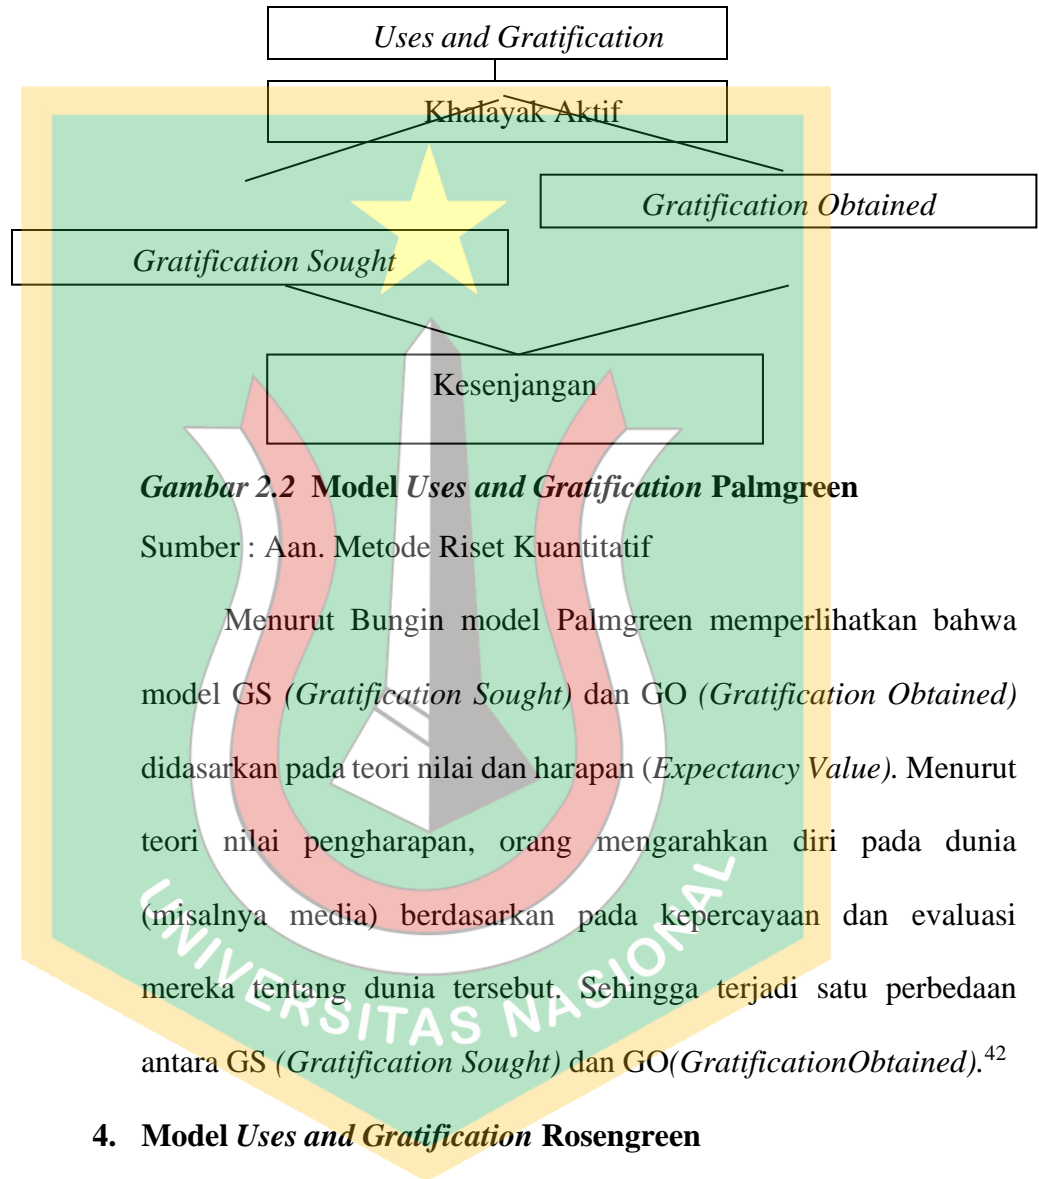 Uses and Gratification
Khalayak Aktif
Gratification Obtained
Gratification Sought
Kesenjangan
Gambar 2.2 Model Uses and Gratification Palmgreen
Sumber : Aan. Metode Riset Kuantitatif
Menurut Bungin model Palmgreen memperlihatkan bahwa
model GS (Gratification Sought) dan GO (Gratification Obtained)
didasarkan pada teori nilai dan harapan (Expectancy Value). Menurut
teori nilai pengharapan, orang mengarahkan diri pada dunia
(misalnya media) berdasarkan pada kepercayaan dan evaluasi
mereka tentang dunia tersebut. Sehingga terjadi satu perbedaan
antara GS (Gratification Sought) dan GO(GratificationObtained).42
4. Model Uses and Gratification Rosengreen
UNIVERSITAS NASIONAL